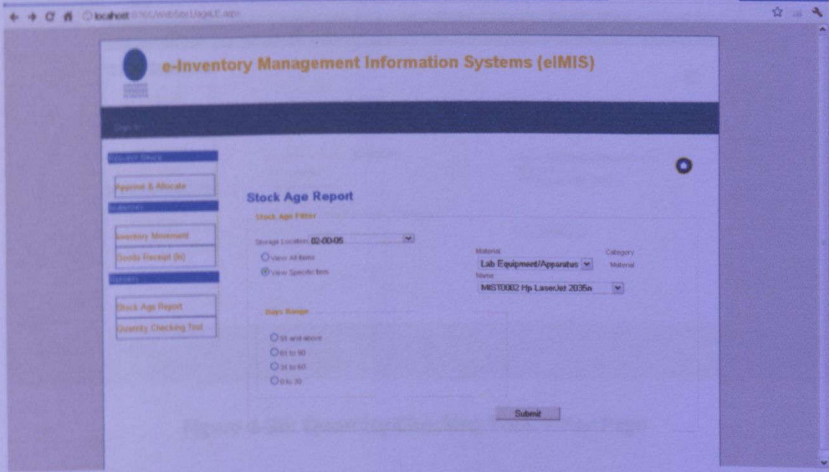 localhost
e-Inventory Management Information Systems (eIMIS)
Sign
Approve & Allocate
Inventory Movement
Goods Receipt (In)
Stock Age Report
Quantity Checking Tool
Stock Age Report
Stock Age Filter
Storage Location 02-00-05
View All Items
View Specific Item
Material
Lab Equipment/Apparatus
Category
Material
Name
MIST0002 Hp LaserJet 2035n
Days Range
91 and above
61 to 90
31 to 60
0 to 30
Submit